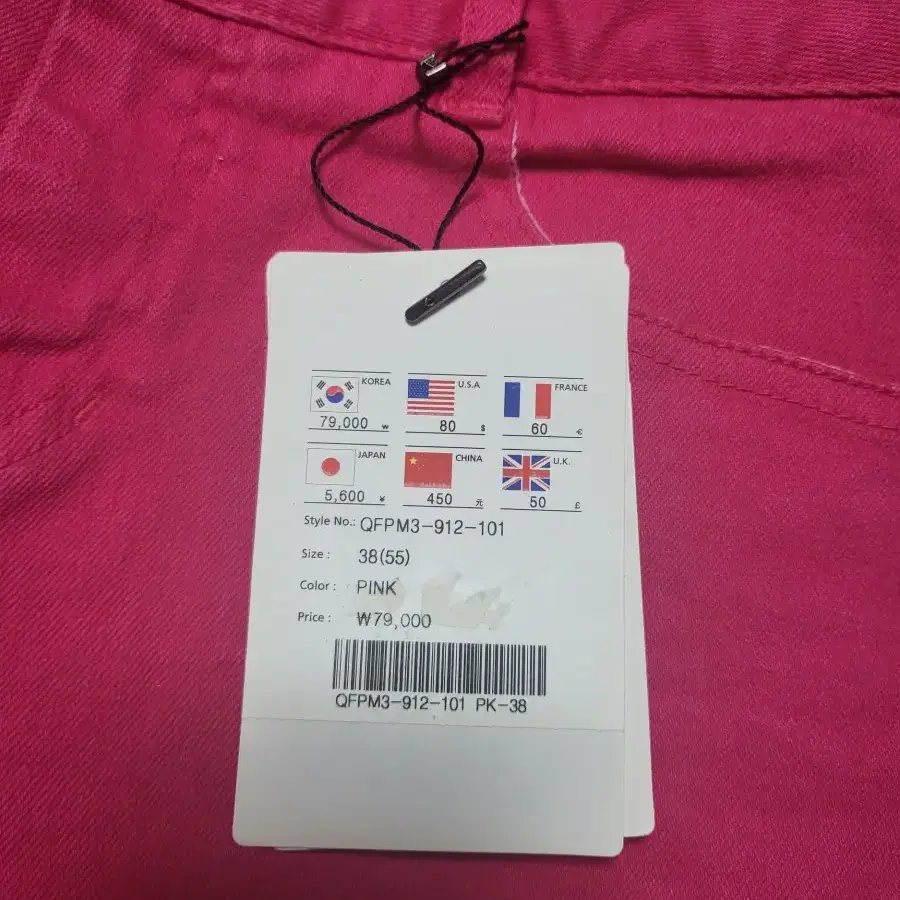 KOREA U.S.A FRANCE
79,000 ₩ 80 $ 60 €
JAPAN CHINA U.K.
5,600 ¥ 450 元 50 £
Style No.: QFPM3-912-101
Size : 38(55)
Color : PINK
Price : ₩79,000
QFPM3-912-101 PK-38